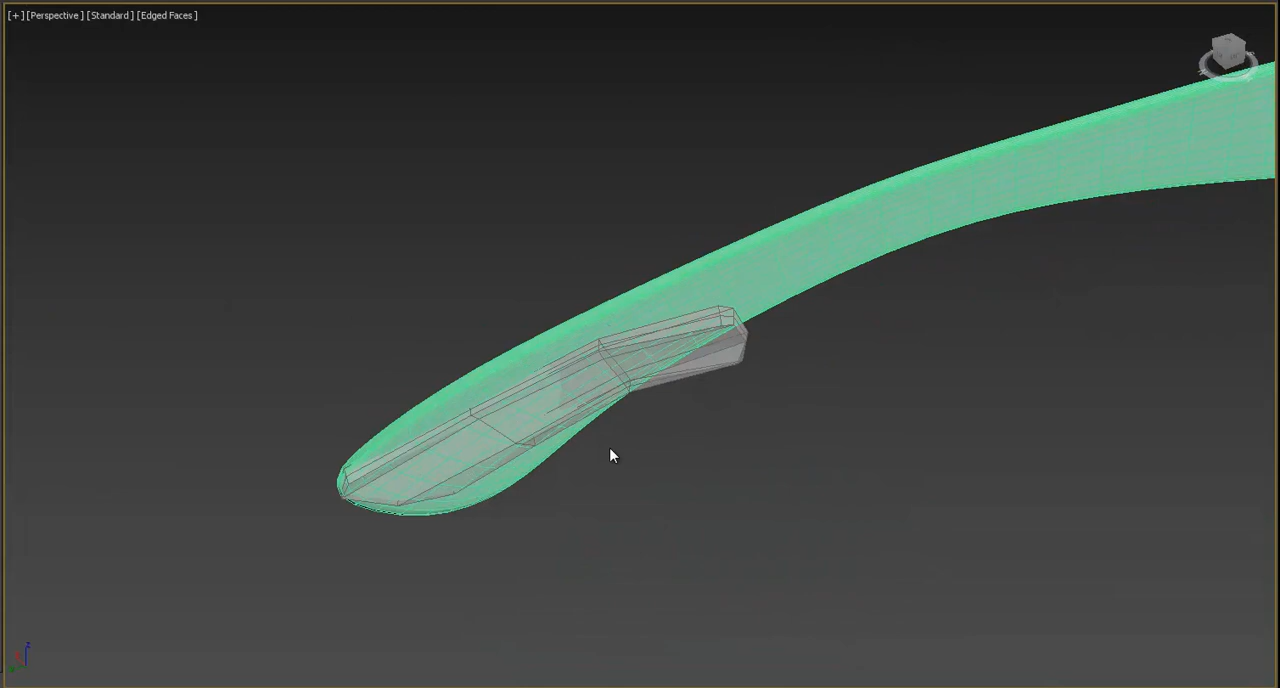 [+] [Perspective ] [Standard ] [Edged Faces ]